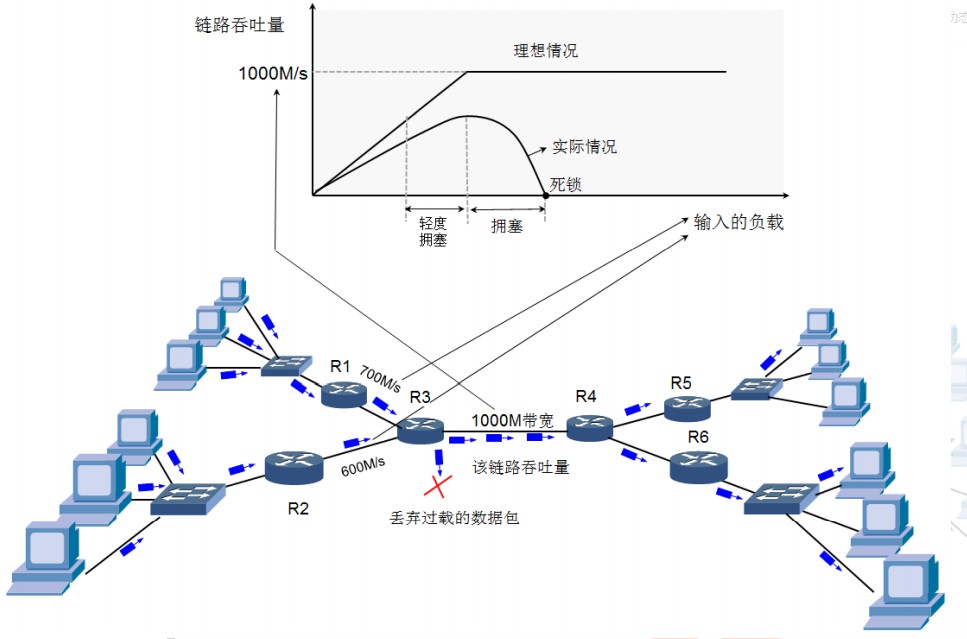 链路吞吐量
1000M/s
理想情况
实际情况
死锁
轻度
拥塞
拥塞
输入的负载
R1
700M/s
R3
1000M带宽
R4
R5
R6
600M/s
该链路吞吐量
R2
丢弃过载的数据包
动态